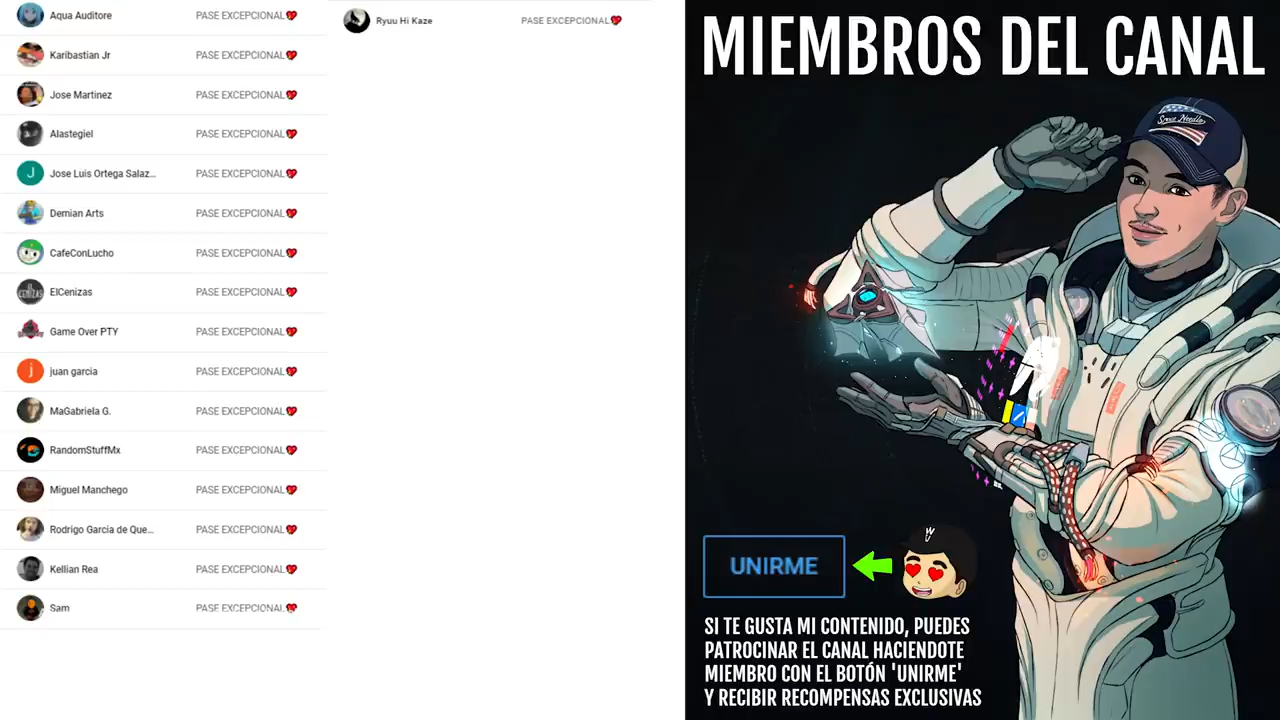 Aqua Auditore PASE EXCEPCIONAL
Karibastian Jr PASE EXCEPCIONAL
Jose Martinez PASE EXCEPCIONAL
Alastegiel PASE EXCEPCIONAL
J Jose Luis Ortega Salaz... PASE EXCEPCIONAL
Demian Arts PASE EXCEPCIONAL
CafeConLucho PASE EXCEPCIONAL
CENIZAS ElCenizas PASE EXCEPCIONAL
Game Over PTY PASE EXCEPCIONAL
j juan garcia PASE EXCEPCIONAL
MaGabriela G. PASE EXCEPCIONAL
RandomStuffMx PASE EXCEPCIONAL
Miguel Manchego PASE EXCEPCIONAL
Rodrigo Garcia de Que... PASE EXCEPCIONAL
Kellian Rea PASE EXCEPCIONAL
Sam PASE EXCEPCIONAL
Ryuu Hi Kaze PASE EXCEPCIONAL
MIEMBROS DEL CANAL
Space Needle
UNIRME
SI TE GUSTA MI CONTENIDO, PUEDES
PATROCINAR EL CANAL HACIENDOTE
MIEMBRO CON EL BOTÓN 'UNIRME'
Y RECIBIR RECOMPENSAS EXCLUSIVAS